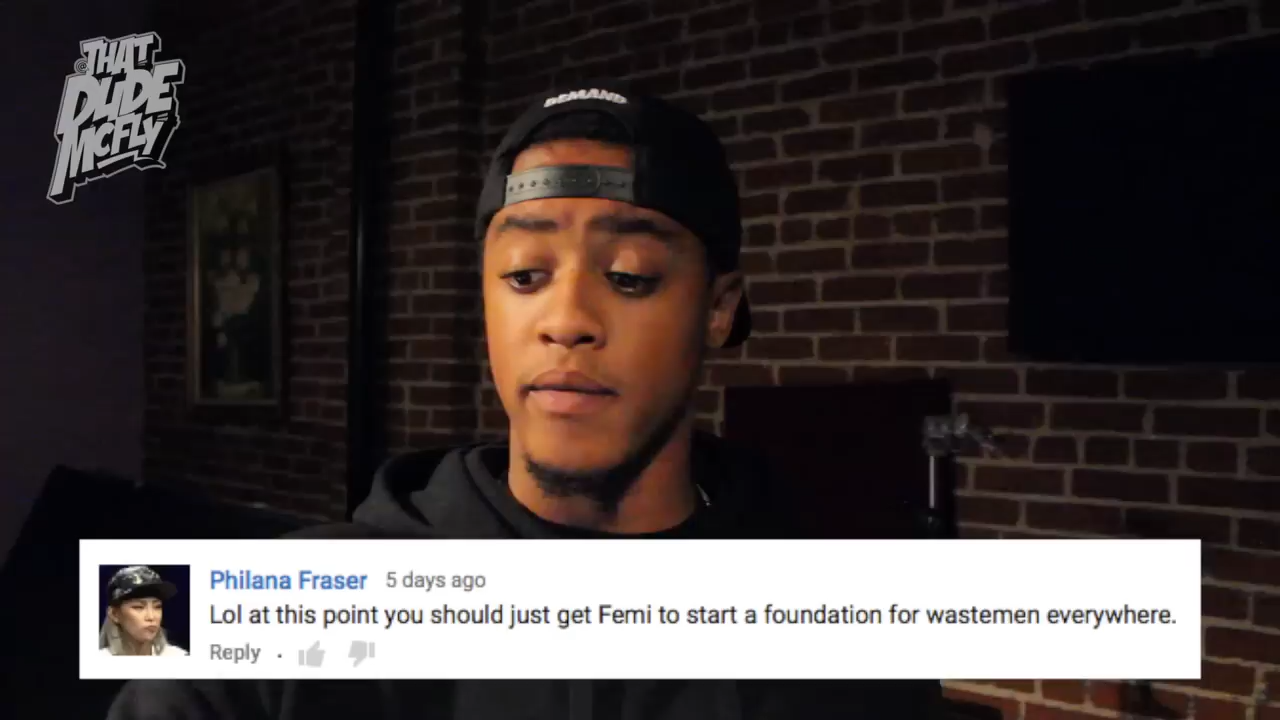 @THAT
DUDE
MCFLY
DEMAND
Philana Fraser 5 days ago
Lol at this point you should just get Femi to start a foundation for wastemen everywhere.
Reply .